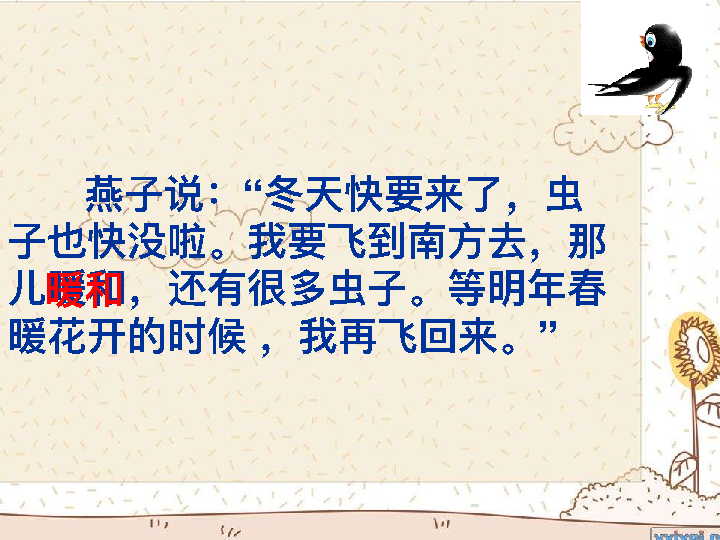 燕子说：“冬天快要来了，虫
子也快没啦。我要飞到南方去，那
儿暖和，还有很多虫子。等明年春
暖花开的时候 ，我再飞回来。”